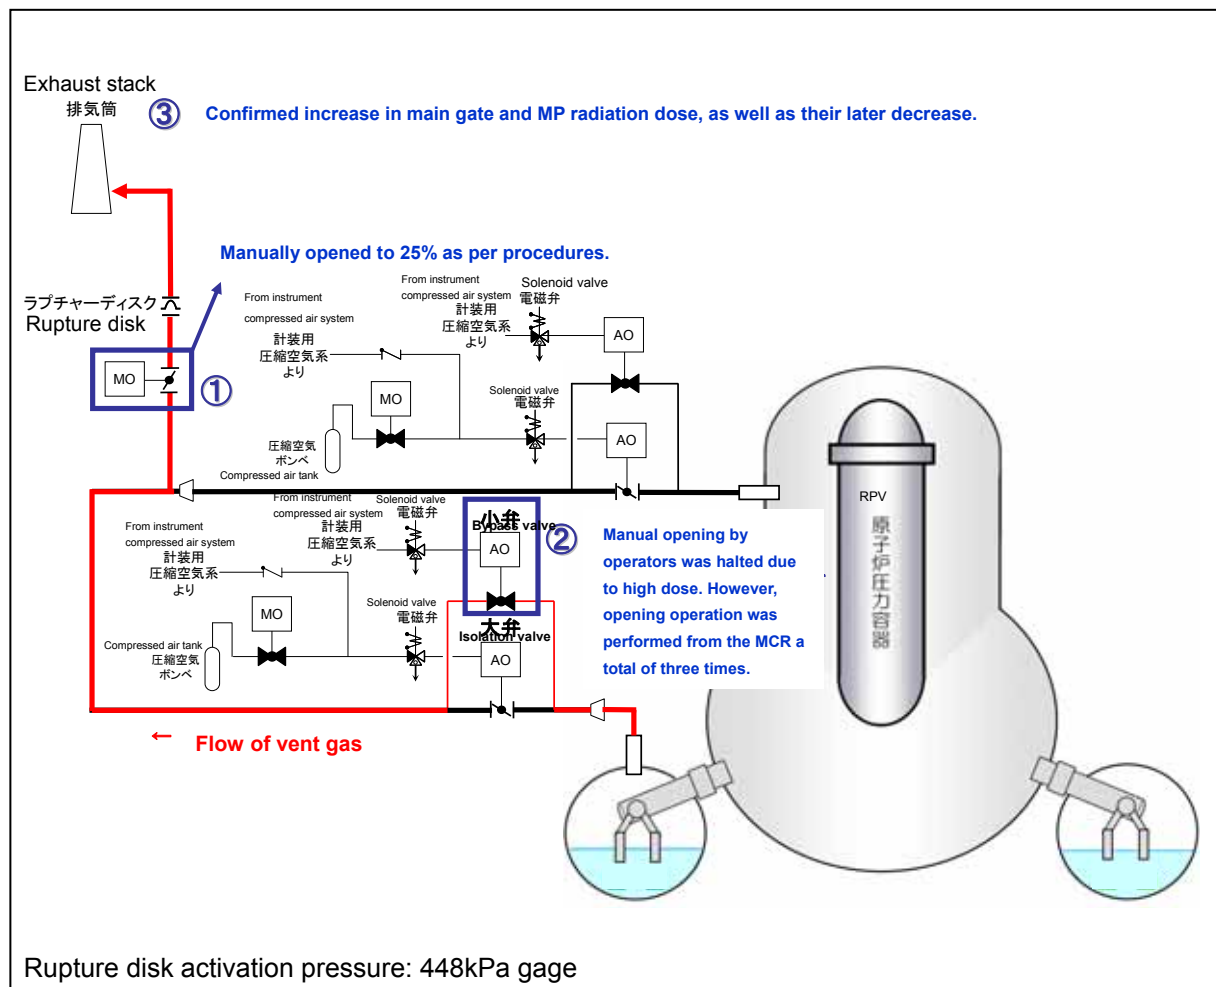 Exhaust stack
排気筒
③
Confirmed increase in main gate and MP radiation dose, as well as their later decrease.
Manually opened to 25% as per procedures.
ラプチャーディスク
Rupture disk
MO
①
From instrument
compressed air system
計装用
圧縮空気系
より
From instrument
compressed air system
計装用
圧縮空気系
より
Solenoid valve
電磁弁
AO
MO
Solenoid valve
電磁弁
AO
圧縮空気
ボンベ
Compressed air tank
From instrument
compressed air system
計装用
圧縮空気系
より
Solenoid valve
電磁弁
小弁
Bypass valve
AO
②
Manual opening by
operators was halted due
to high dose. However,
opening operation was
performed from the MCR a
total of three times.
From instrument
compressed air system
計装用
圧縮空気系
より
MO
Solenoid valve
電磁弁
大弁
Isolation valve
AO
Compressed air tank
圧縮空気
ボンベ
RPV
原子炉圧力容器
← Flow of vent gas
Rupture disk activation pressure: 448kPa gage